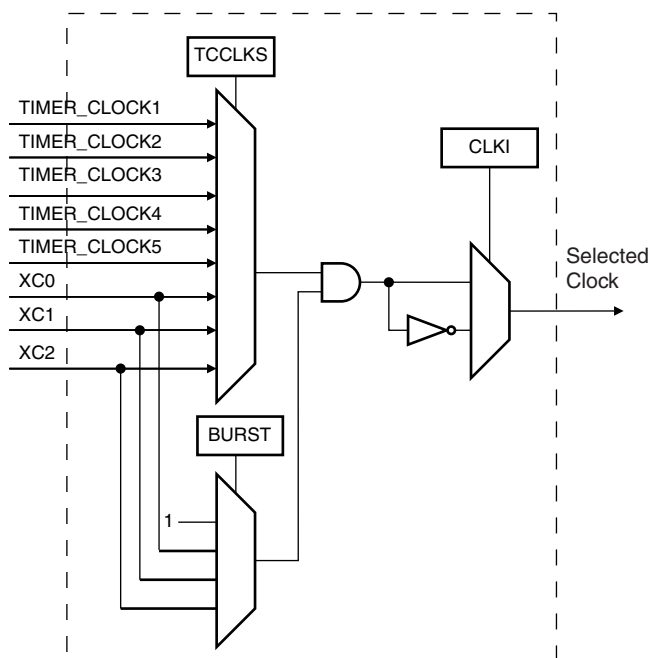 TCCLKS
TIMER_CLOCK1
TIMER_CLOCK2
TIMER_CLOCK3
TIMER_CLOCK4
TIMER_CLOCK5
XC0
XC1
XC2
CLKI
Selected
Clock
BURST
1